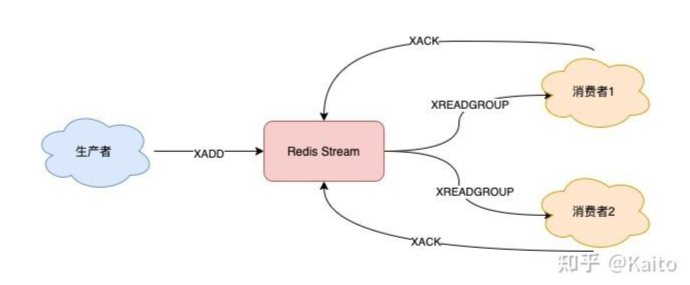 XACK
消费者1
XREADGROUP
生产者
XADD
Redis Stream
XREADGROUP
消费者2
XACK
知乎 @Kaito